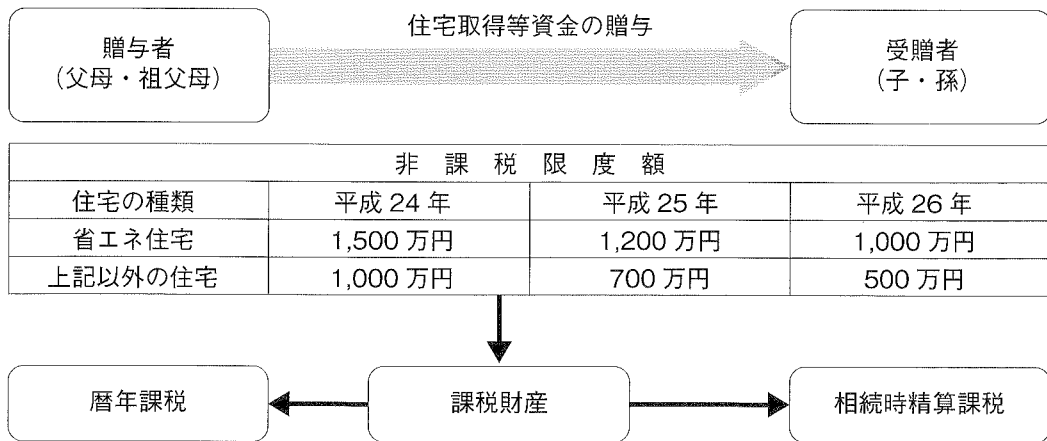 住宅取得等資金の贈与
贈与者
(父母・祖父母)
受贈者
(子・孫)
非課税限度額
住宅の種類 平成24年 平成25年 平成26年
省エネ住宅 1,500万円 1,200万円 1,000万円
上記以外の住宅 1,000万円 700万円 500万円
暦年課税
課税財産
相続時精算課税